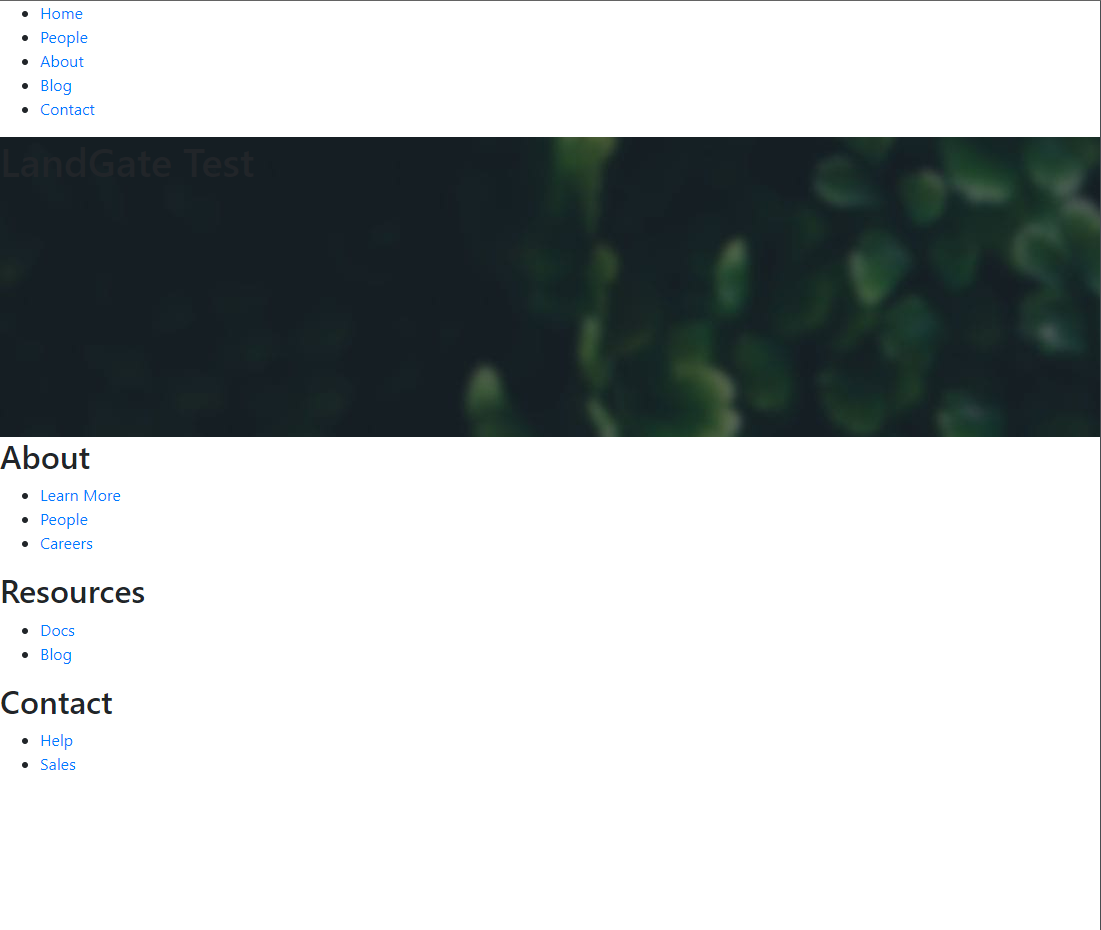 Home
People
About
Blog
Contact
LandGate Test
About
Learn More
People
Careers
Resources
Docs
Blog
Contact
Help
Sales